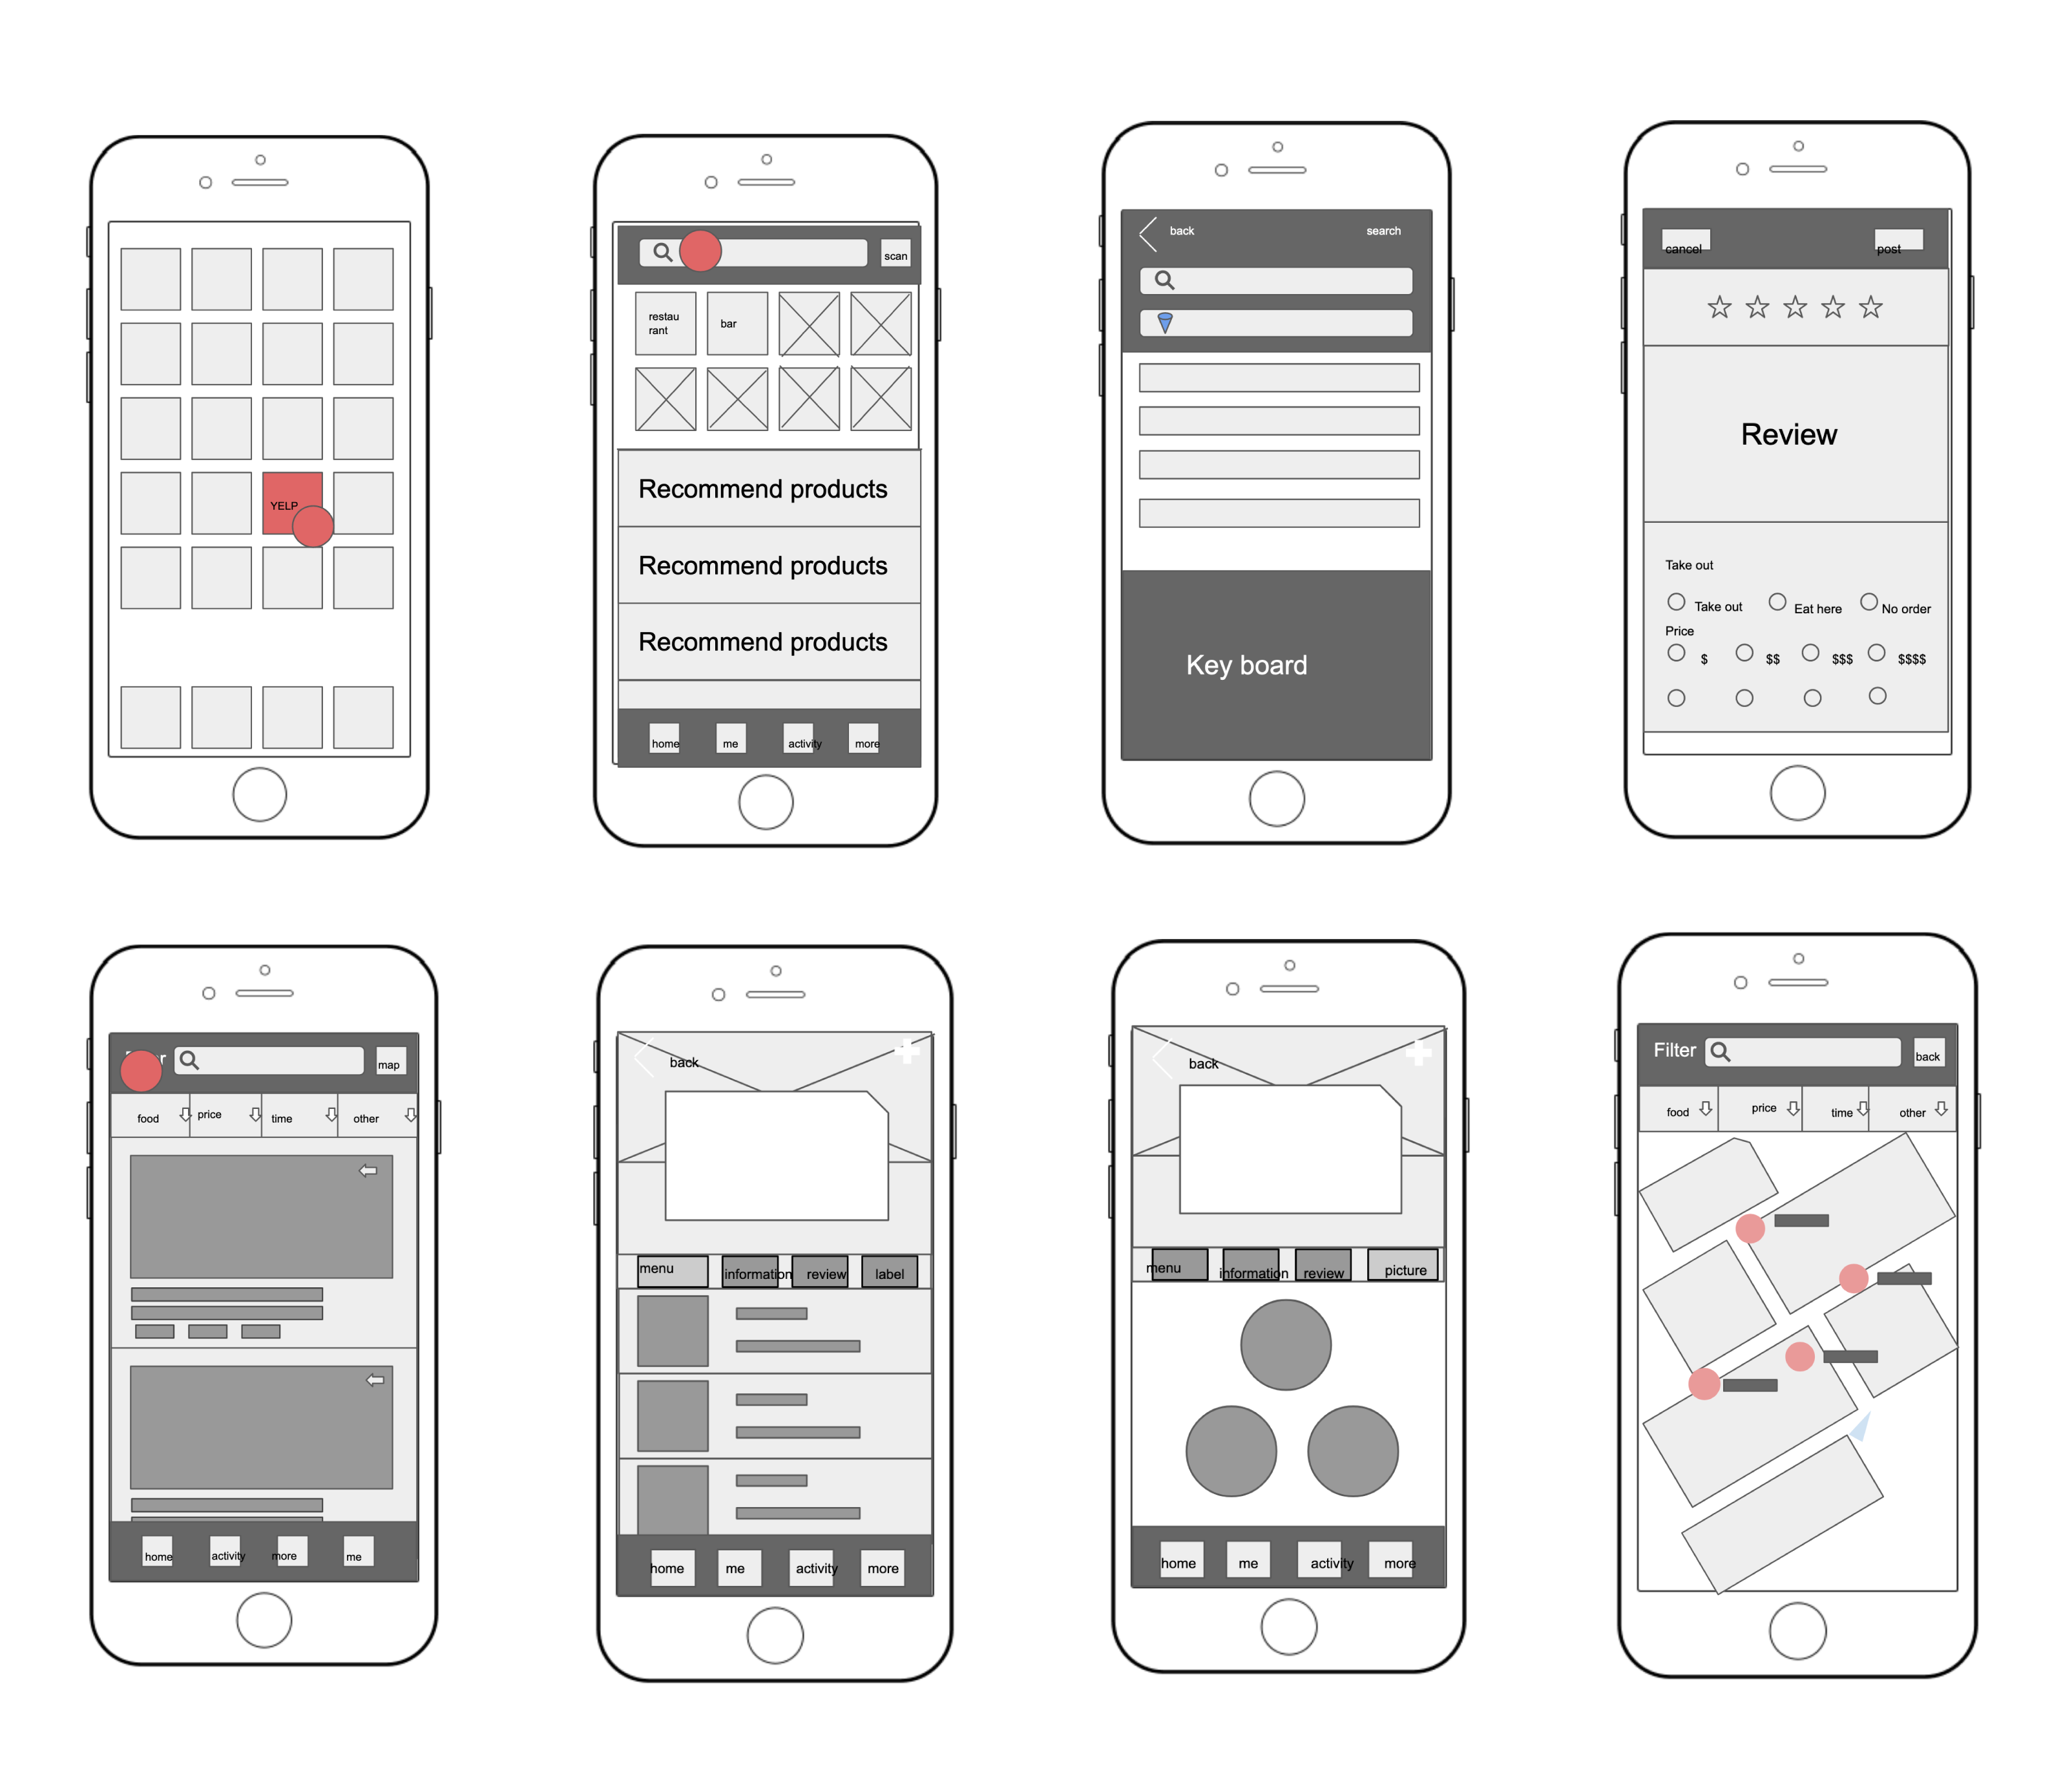 YELP
scan
restau
rant
bar
Recommend products
Recommend products
Recommend products
home
me
activity
more
back
search
Key board
cancel
post
Review
Take out
Take out
Eat here
No order
Price
$
$$
$$$
$$$$
map
food
price
time
other
home
activity
more
me
back
menu
information
review
label
home
me
activity
more
back
menu
information
review
picture
home
me
activity
more
Filter
back
food
price
time
other